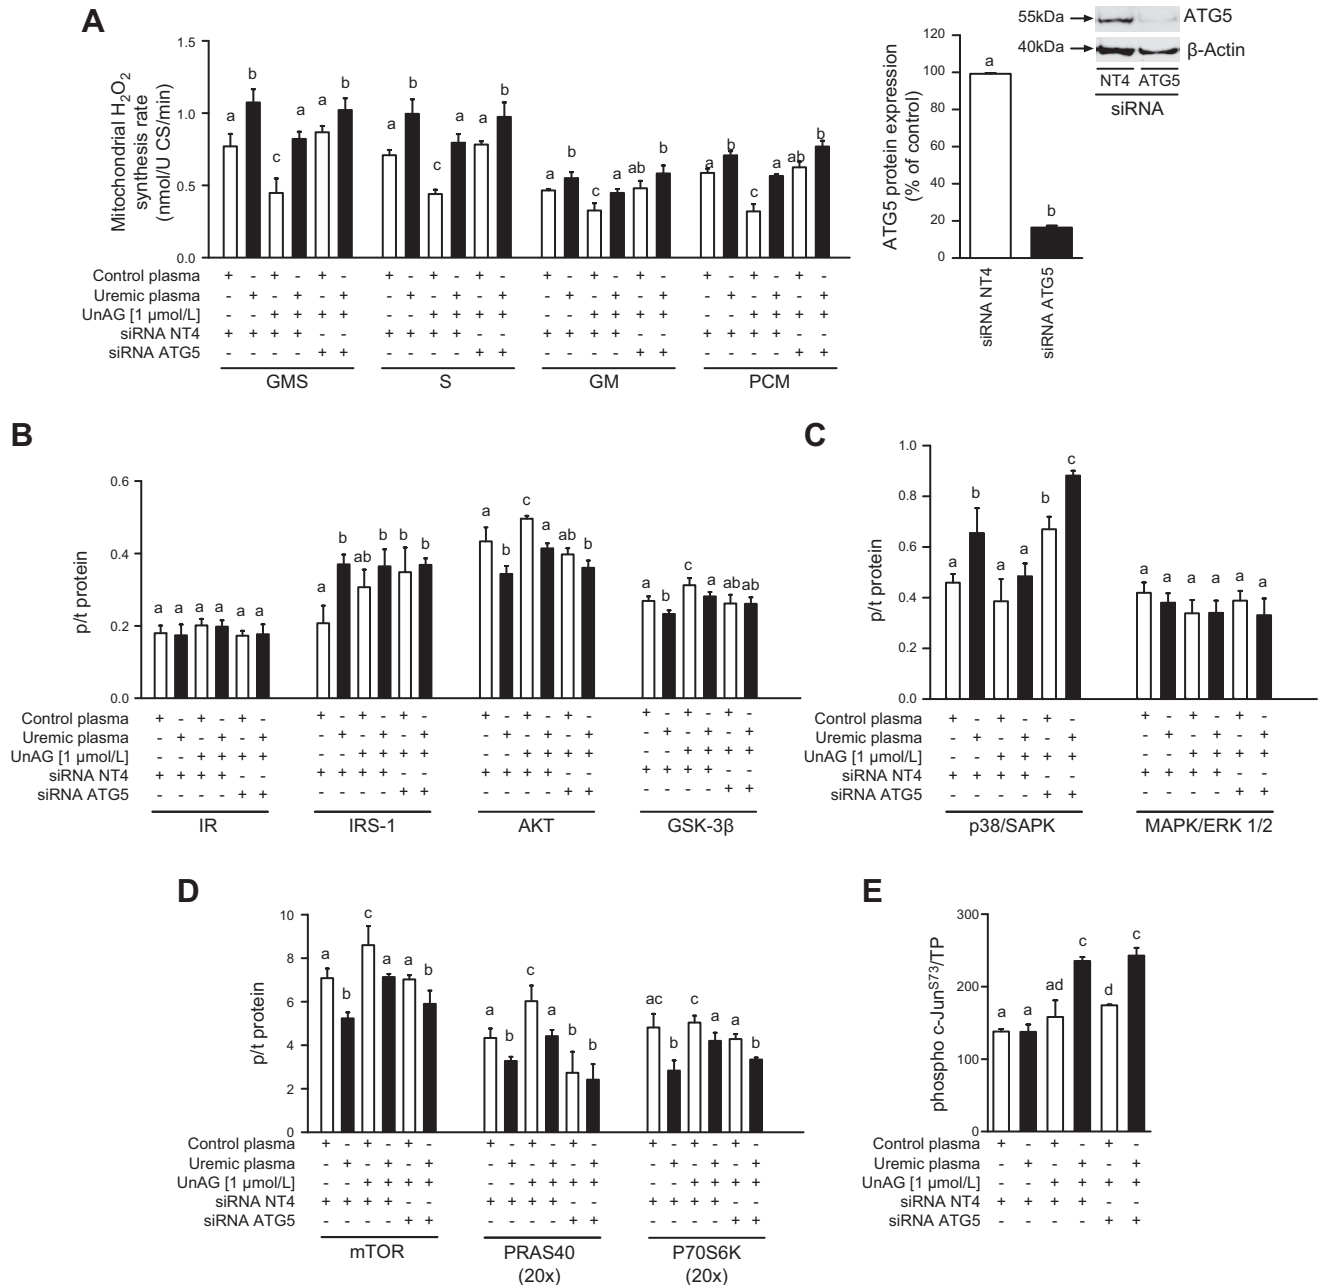 A
Mitochondrial H2O2
synthesis rate
(nmol/U CS/min)
1.5
1.0
0.5
0.0
a b c a a b
a b c a a b
a b c a ab b
a b c a ab b
Control plasma + - + - + - + - + - + - + - + - + - + - + - + -
Uremic plasma - + - + - + - + - + - + - + - + - + - + - + - +
UnAG [1 µmol/L] - - + + + + - - + + + + - - + + + + - - + + + +
siRNA NT4 + + + + - - + + + + - - + + + + - - + + + + - -
siRNA ATG5 - - - - + + - - - - + + - - - - + + - - - - + +
GMS S GM PCM
ATG5 protein expression
(% of control)
120
100
80
60
40
20
0
a b
siRNA NT4
siRNA ATG5
55kDa ATG5
40kDa β-Actin
NT4 ATG5
siRNA
B
p/t protein
0.6
0.4
0.2
0.0
a a a a a a
a b ab b b b
a b c a ab b
a b c a ab ab
Control plasma + - + - + - + - + - + - + - + - + - + - + - + -
Uremic plasma - + - + - + - + - + - + - + - + - + - + - + - +
UnAG [1 µmol/L] - - + + + + - - + + + + - - + + + + - - + + + +
siRNA NT4 + + + + - - + + + + - - + + + + - - + + + + - -
siRNA ATG5 - - - - + + - - - - + + - - - - + + - - - - + +
IR IRS-1 AKT GSK-3β
C
p/t protein
1.0
0.8
0.6
0.4
0.2
0.0
a b a a b c
a a a a a a
Control plasma + - + - + - + - + - + -
Uremic plasma - + - + - + - + - + - +
UnAG [1 µmol/L] - - + + + + - - + + + +
siRNA NT4 + + + + - - + + + + - -
siRNA ATG5 - - - - + + - - - - + +
p38/SAPK MAPK/ERK 1/2
D
p/t protein
10
8
6
4
2
0
a b c a a b
a b c a b b
ac b c a a b
Control plasma + - + - + - + - + - + - + - + - + -
Uremic plasma - + - + - + - + - + - + - + - + - +
UnAG [1 µmol/L] - - + + + + - - + + + + - - + + + +
siRNA NT4 + + + + - - + + + + - - + + + + - -
siRNA ATG5 - - - - + + - - - - + + - - - - + +
mTOR PRAS40 P70S6K
(20x) (20x)
E
phospho c-JunS73/TP
300
200
100
0
a a ad c d c
Control plasma + - + - + -
Uremic plasma - + - + - +
UnAG [1 µmol/L] - - + + + +
siRNA NT4 + + + + - -
siRNA ATG5 - - - - + +